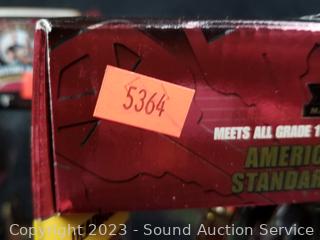 5364
MEETS ALL GRADE 1
AMERIC
STANDAR
Copyright 2023 - Sound Auction Service